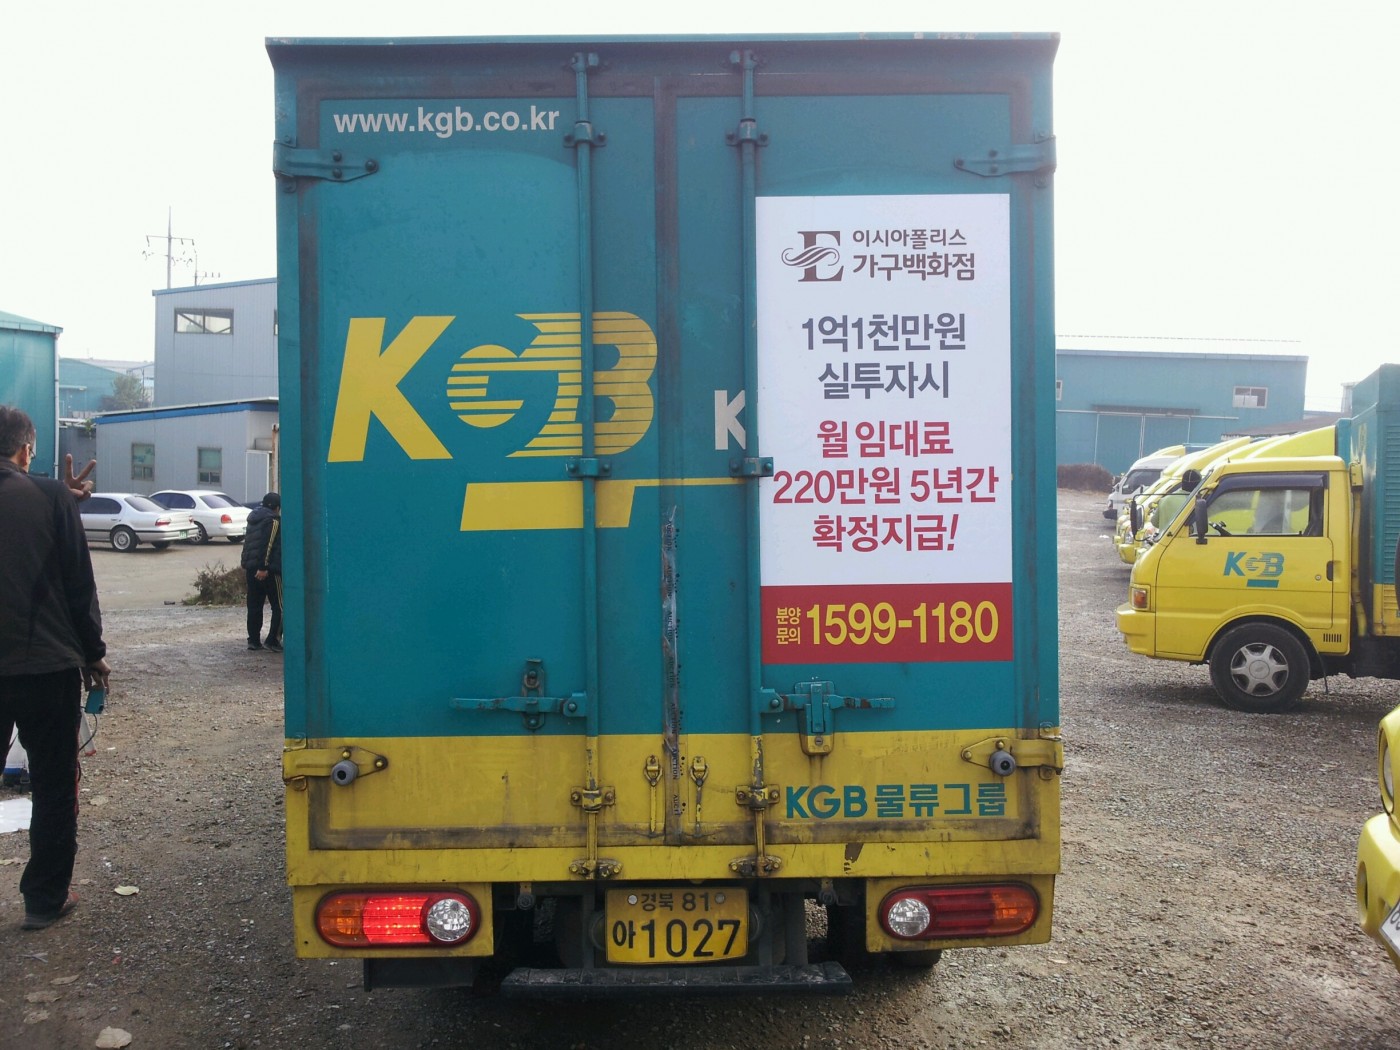 www.kgb.co.kr
KGB
K
이시아폴리스
가구백화점
1억1천만원
실투자시
월 임대료
220만원 5년간
확정지급!
분양
문의
1599-1180
KGB 물류그룹
경북 81
아 1027
KGB